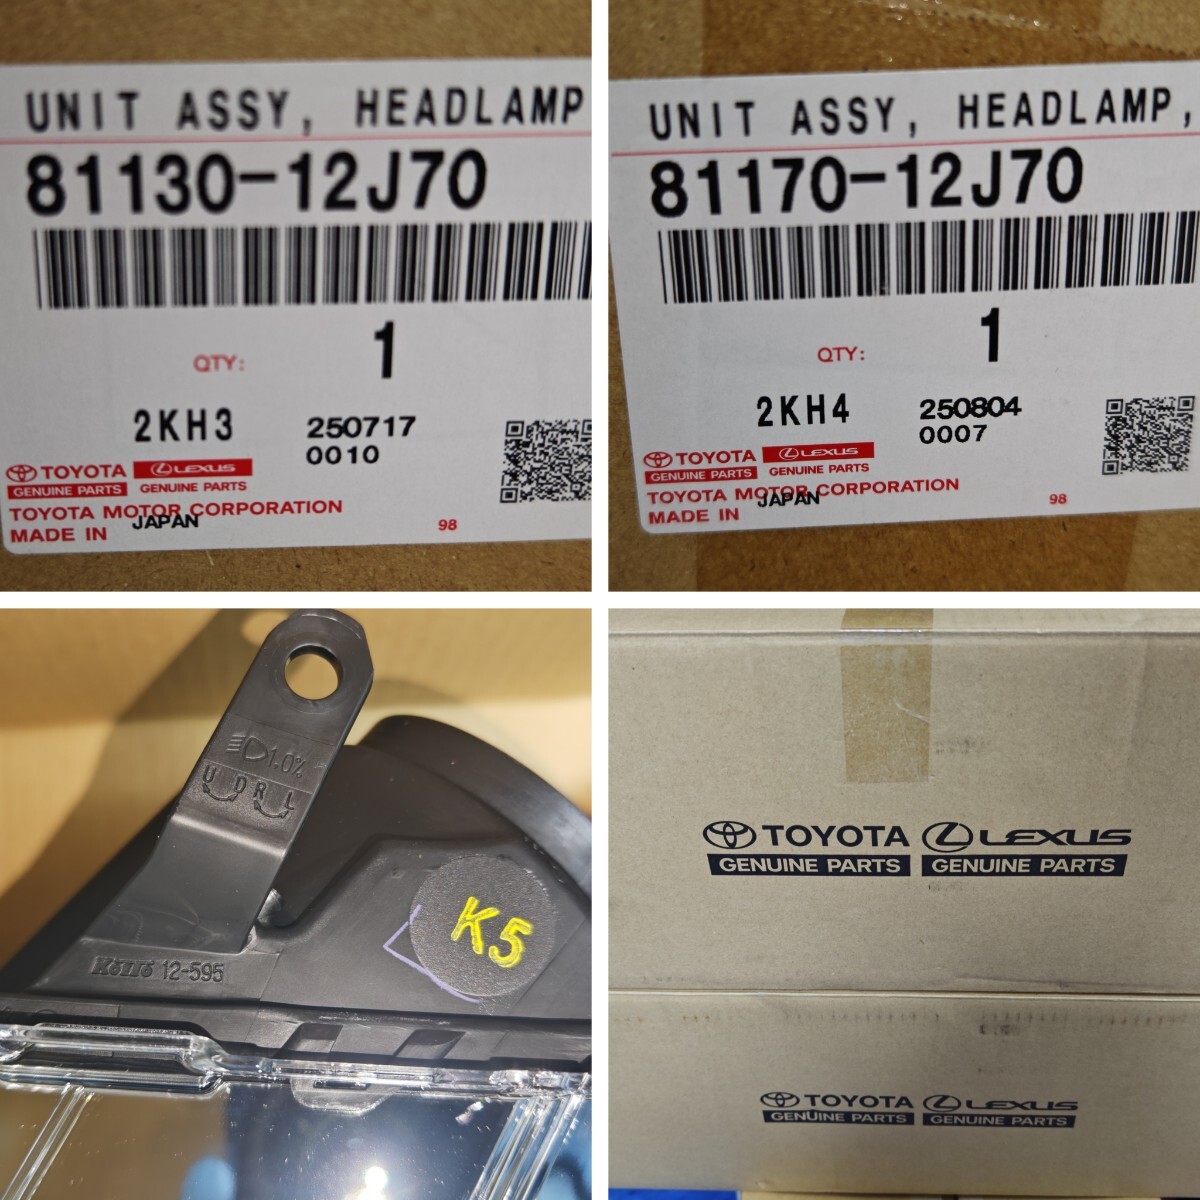 UNIT ASSY, HEADLAMP
81130-12J70
QTY: 1
2KH3
250717
0010
TOYOTA LEXUS
GENUINE PARTS GENUINE PARTS
TOYOTA MOTOR CORPORATION
MADE IN JAPAN
98
UNIT ASSY, HEADLAMP,
81170-12J70
QTY: 1
2KH4
250804
0007
TOYOTA LEXUS
GENUINE PARTS GENUINE PARTS
TOYOTA MOTOR CORPORATION
MADE IN JAPAN
98
1.0%
U D R L
K5
KOITO 12-595
TOYOTA LEXUS
GENUINE PARTS GENUINE PARTS
TOYOTA LEXUS
GENUINE PARTS GENUINE PARTS